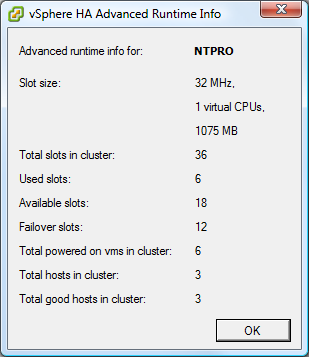 vSphere HA Advanced Runtime Info
Advanced runtime info for: NTPRO
Slot size: 32 MHz,
1 virtual CPUs,
1075 MB
Total slots in cluster: 36
Used slots: 6
Available slots: 18
Failover slots: 12
Total powered on vms in cluster: 6
Total hosts in cluster: 3
Total good hosts in cluster: 3
OK